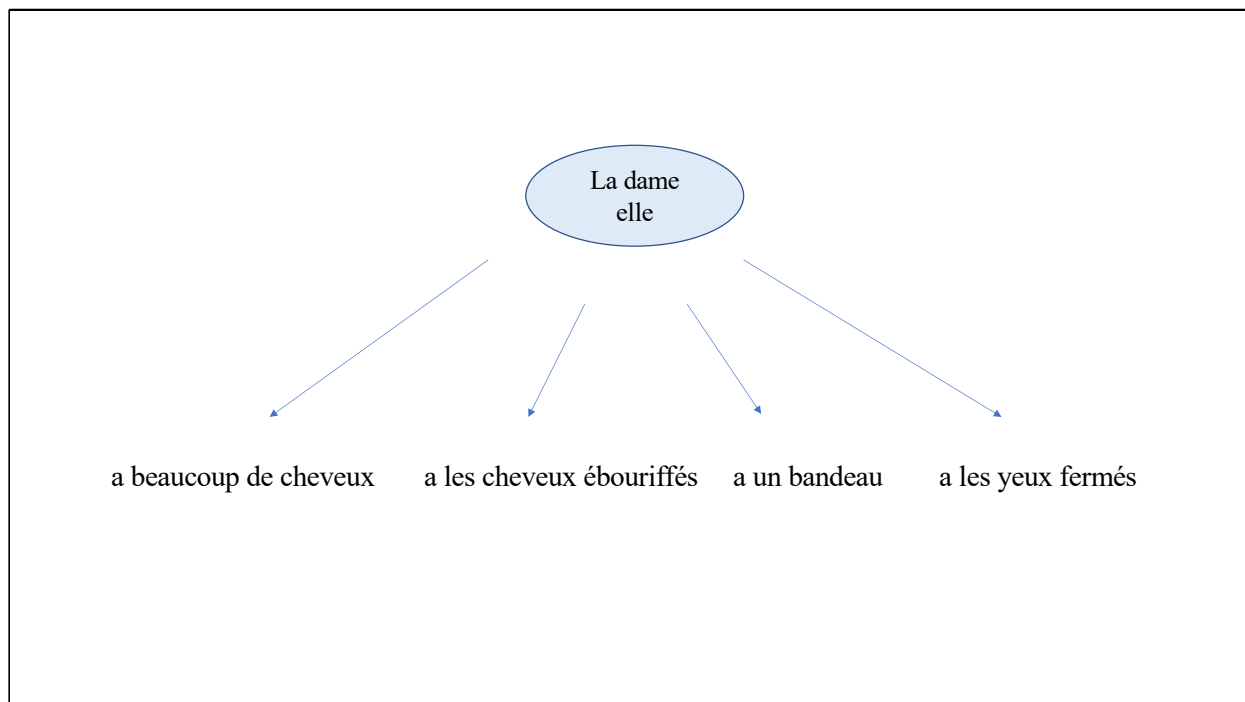 La dame
elle
a beaucoup de cheveux
a les cheveux ébouriffés
a un bandeau
a les yeux fermés